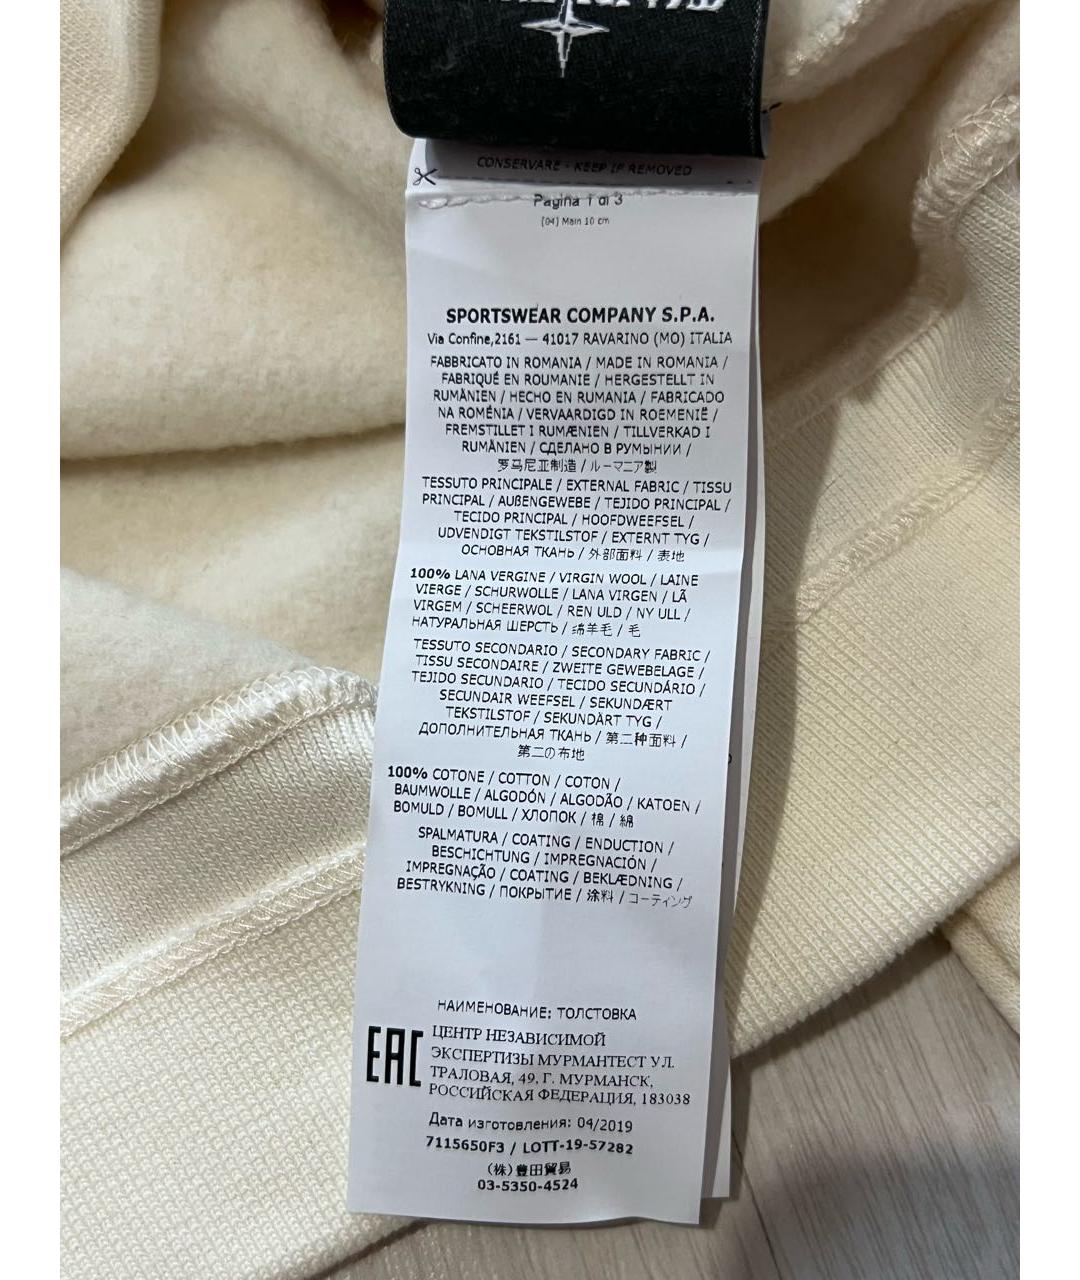 CONSERVARE - KEEP IF REMOVED
Pagina 1 di 3
[04] Main 10 cm
SPORTSWEAR COMPANY S.P.A.
Via Confine,2161 — 41017 RAVARINO (MO) ITALIA
FABBRICATO IN ROMANIA / MADE IN ROMANIA /
FABRIQUÉ EN ROUMANIE / HERGESTELLT IN
RUMÄNIEN / HECHO EN RUMANIA / FABRICADO
NA ROMÉNIA / VERVAARDIGD IN ROEMENIË /
FREMSTILLET I RUMÆNIEN / TILLVERKAD I
RUMÄNIEN / СДЕЛАНО В РУМЫНИИ /
罗马尼亚制造 / ルーマニア製
TESSUTO PRINCIPALE / EXTERNAL FABRIC / TISSU
PRINCIPAL / AUßENGEWEBE / TEJIDO PRINCIPAL /
TECIDO PRINCIPAL / HOOFDWEEFSEL /
UDVENDIGT TEKSTILSTOF / EXTERNT TYG /
ОСНОВНАЯ ТКАНЬ / 外部面料 / 表地
100% LANA VERGINE / VIRGIN WOOL / LAINE
VIERGE / SCHURWOLLE / LANA VIRGEN / LÃ
VIRGEM / SCHEERWOL / REN ULD / NY ULL /
НАТУРАЛЬНАЯ ШЕРСТЬ / 绵羊毛 / 毛
TESSUTO SECONDARIO / SECONDARY FABRIC /
TISSU SECONDAIRE / ZWEITE GEWEBELAGE /
TEJIDO SECUNDARIO / TECIDO SECUNDÁRIO /
SECUNDAIR WEEFSEL / SEKUNDÆRT
TEKSTILSTOF / SEKUNDÄRT TYG /
ДОПОЛНИТЕЛЬНАЯ ТКАНЬ / 第二种面料 /
第二の布地
100% COTONE / COTTON / COTON /
BAUMWOLLE / ALGODÓN / ALGODÃO / KATOEN /
BOMULD / BOMULL / ХЛОПОК / 棉 / 綿
SPALMATURA / COATING / ENDUCTION /
BESCHICHTUNG / IMPREGNACIÓN /
IMPREGNAÇÃO / COATING / BEKLÆDNING /
BESTRYKNING / ПОКРЫТИЕ / 涂料 / コーティング
НАИМЕНОВАНИЕ: ТОЛСТОВКА
EAC ЦЕНТР НЕЗАВИСИМОЙ
ЭКСПЕРТИЗЫ МУРМАНТЕСТ УЛ.
ТРАЛОВАЯ, 49, Г. МУРМАНСК,
РОССИЙСКАЯ ФЕДЕРАЦИЯ, 183038
Дата изготовления: 04/2019
7115650F3 / LOTT-19-57282
(株)豊田貿易
03-5350-4524